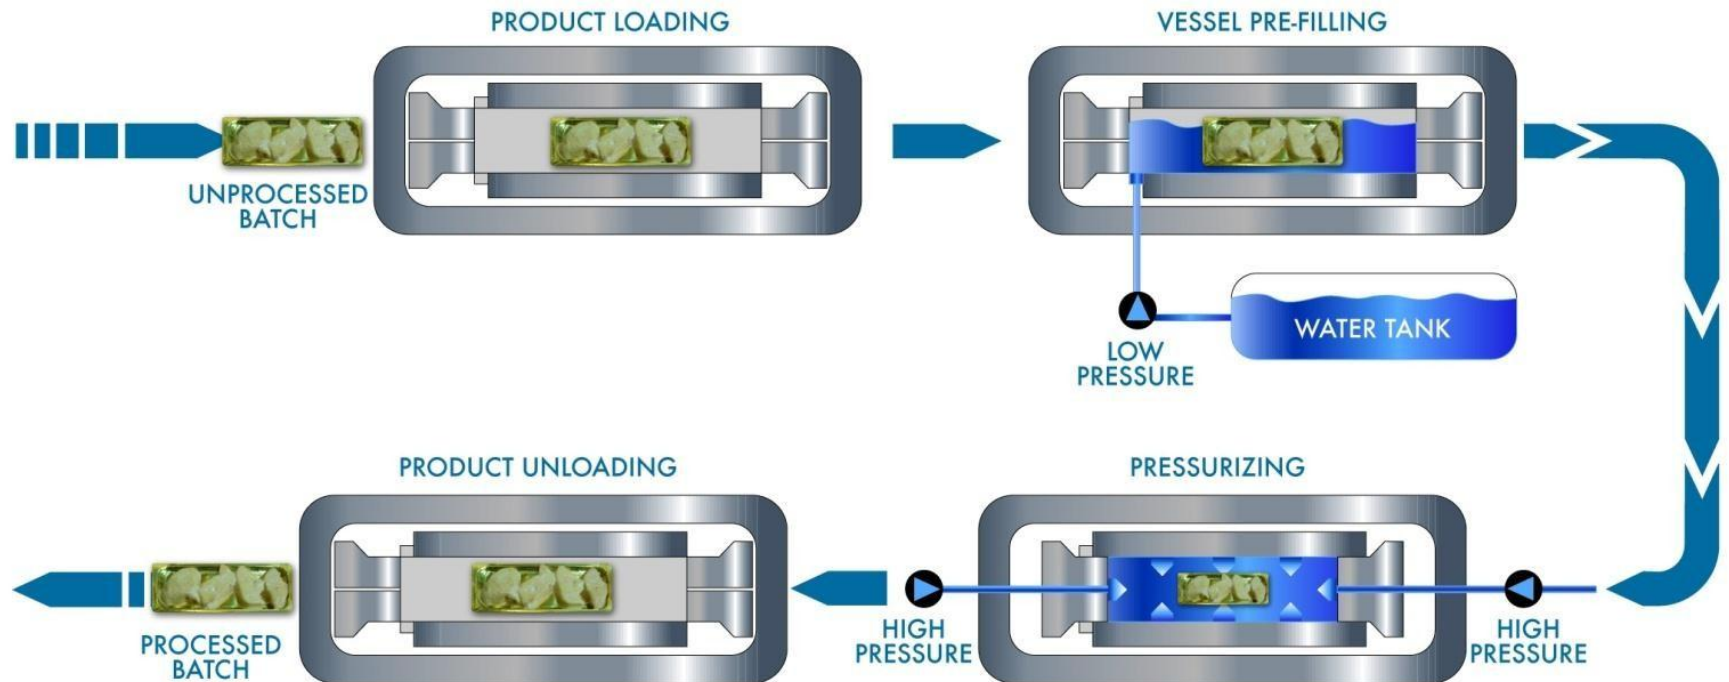 PRODUCT LOADING
VESSEL PRE-FILLING
UNPROCESSED
BATCH
WATER TANK
LOW
PRESSURE
PRODUCT UNLOADING
PRESSURIZING
PROCESSED
BATCH
HIGH
PRESSURE
HIGH
PRESSURE